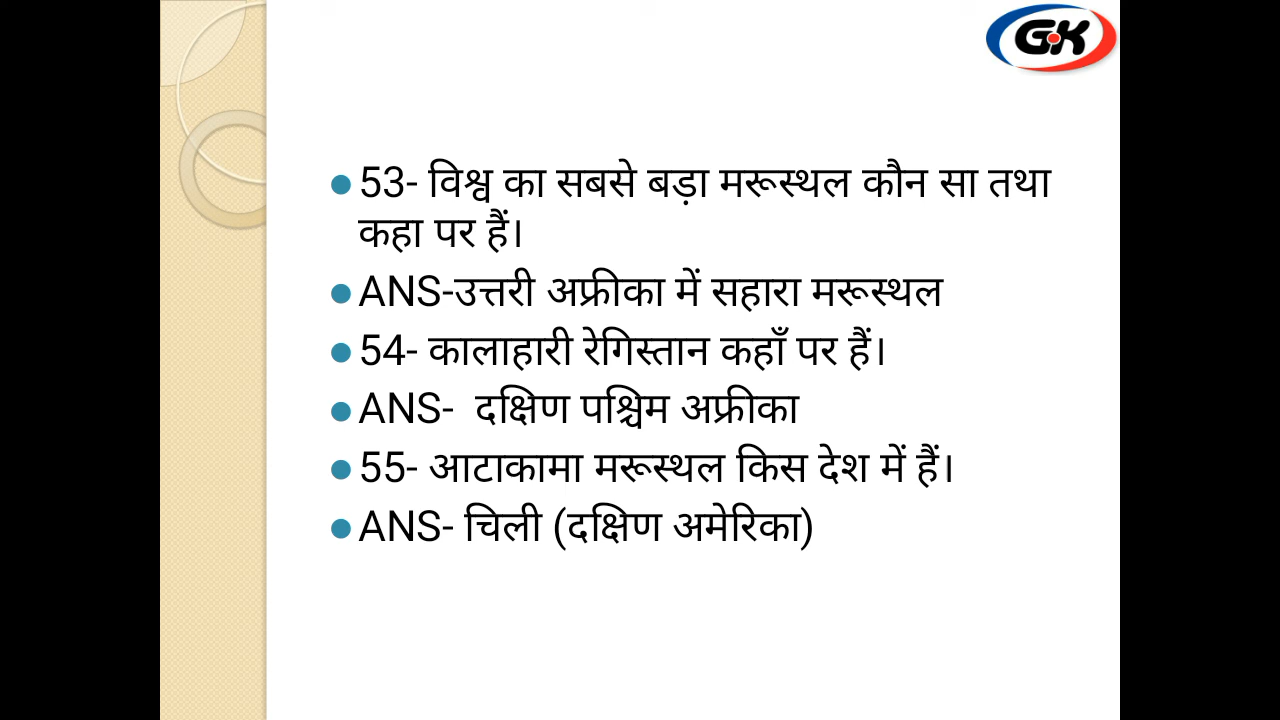 G.K
53- विश्व का सबसे बड़ा मरूस्थल कौन सा तथा
कहा पर हैं।
ANS-उत्तरी अफ्रीका में सहारा मरूस्थल
54- कालाहारी रेगिस्तान कहाँ पर हैं।
ANS- दक्षिण पश्चिम अफ्रीका
55- आटाकामा मरूस्थल किस देश में हैं।
ANS- चिली (दक्षिण अमेरिका)